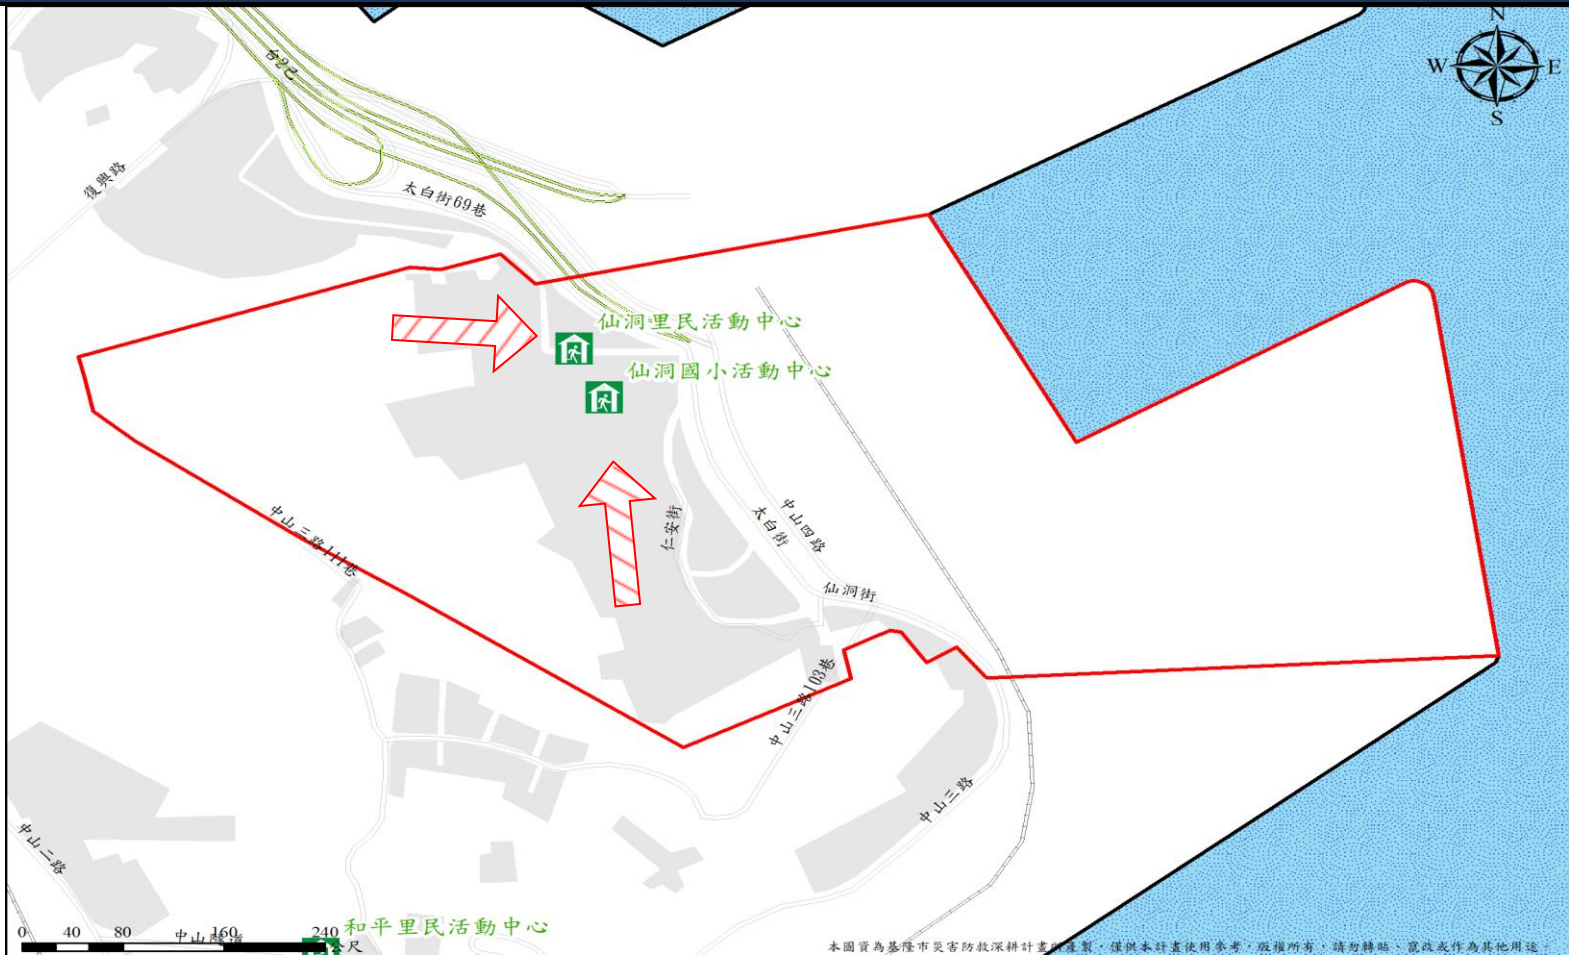 N
W
E
S
台2己
復興路
太白街69巷
仙洞里民活動中心
仙洞國小活動中心
中山三路111巷
仁安街
太白街
中山四路
仙洞街
中山三路103巷
中山三路
中山二路
和平里民活動中心
0 40 80 160 240
公尺
中山隧道
本圖資為基隆市災害防救深耕計畫所產製，僅供本計畫使用參考，版權所有，請勿轉貼、竄改或作為其他用途。